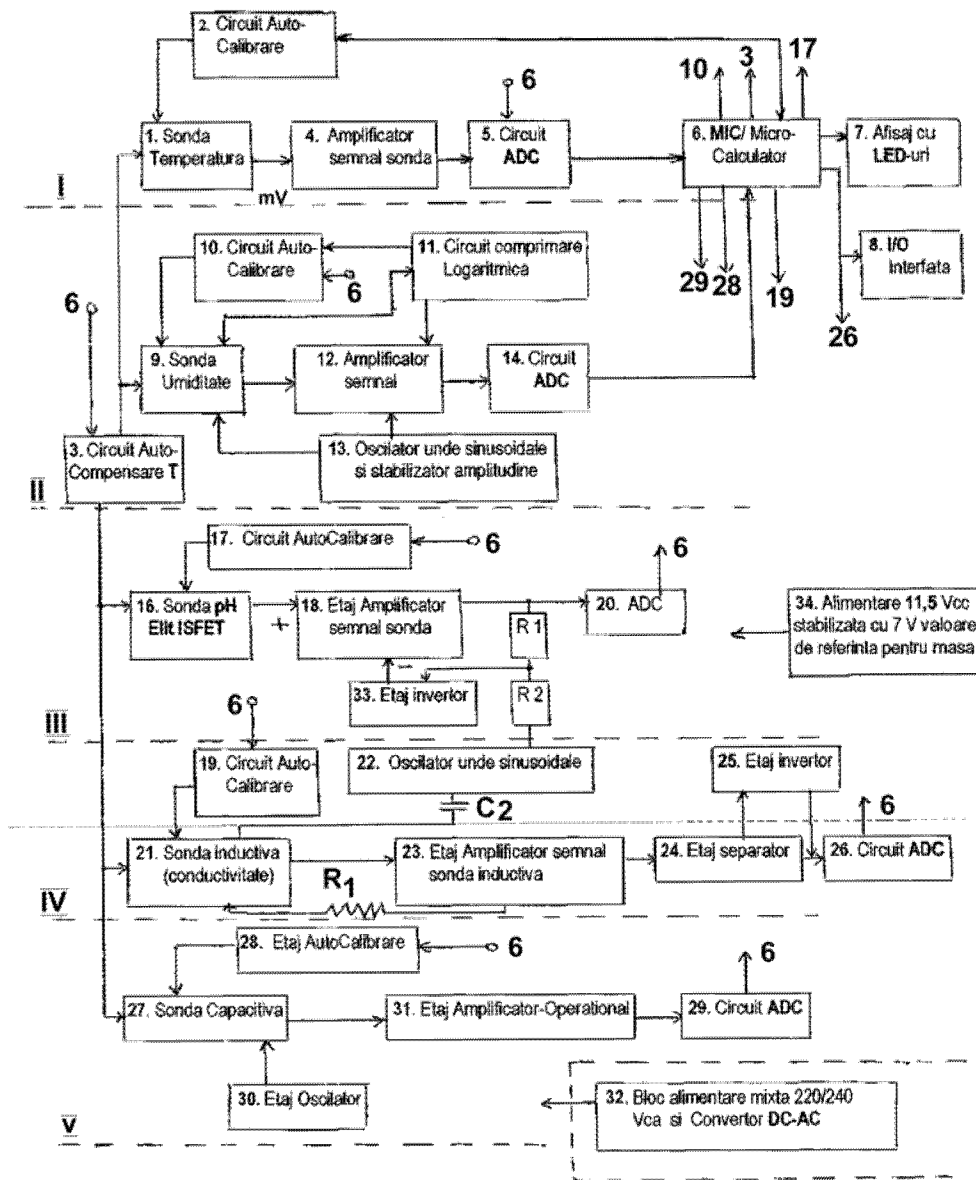 2. Circuit Auto-
Calibrare
10
3
17
6
1. Sonda
Temperatura
4. Amplificator
semnal sonda
5. Circuit
ADC
6. MIC/ Micro-
Calculator
7. Afisaj cu
LED-uri
I
mV
10. Circuit Auto-
Calibrare
11. Circuit comprimare
Logaritmica
8. I/O
Interfata
6
6
29
28
19
26
9. Sonda
Umiditate
12. Amplificator
semnal
14. Circuit
ADC
3. Circuit Auto-
Compensare T
13. Oscilator unde sinusoidale
si stabilizator amplitudine
II
17. Circuit AutoCalibrare
6
6
16. Sonda pH
Elit ISFET
+
18. Etaj Amplificator
semnal sonda
R 1
20. ADC
34. Alimentare 11,5 Vcc
stabilizata cu 7 V valoare
de referinta pentru masa
-
33. Etaj invertor
R 2
6
III
19. Circuit Auto-
Calibrare
22. Oscilator unde sinusoidale
25. Etaj invertor
C2
6
21. Sonda inductiva
(conductivitate)
23. Etaj Amplificator semnal
sonda inductiva
24. Etaj separator
26. Circuit ADC
R1
IV
28. Etaj AutoCalibrare
6
6
27. Sonda Capacitiva
31. Etaj Amplificator-Operational
29. Circuit ADC
30. Etaj Oscilator
32. Bloc alimentare mixta 220/240
Vca si Convertor DC-AC
V